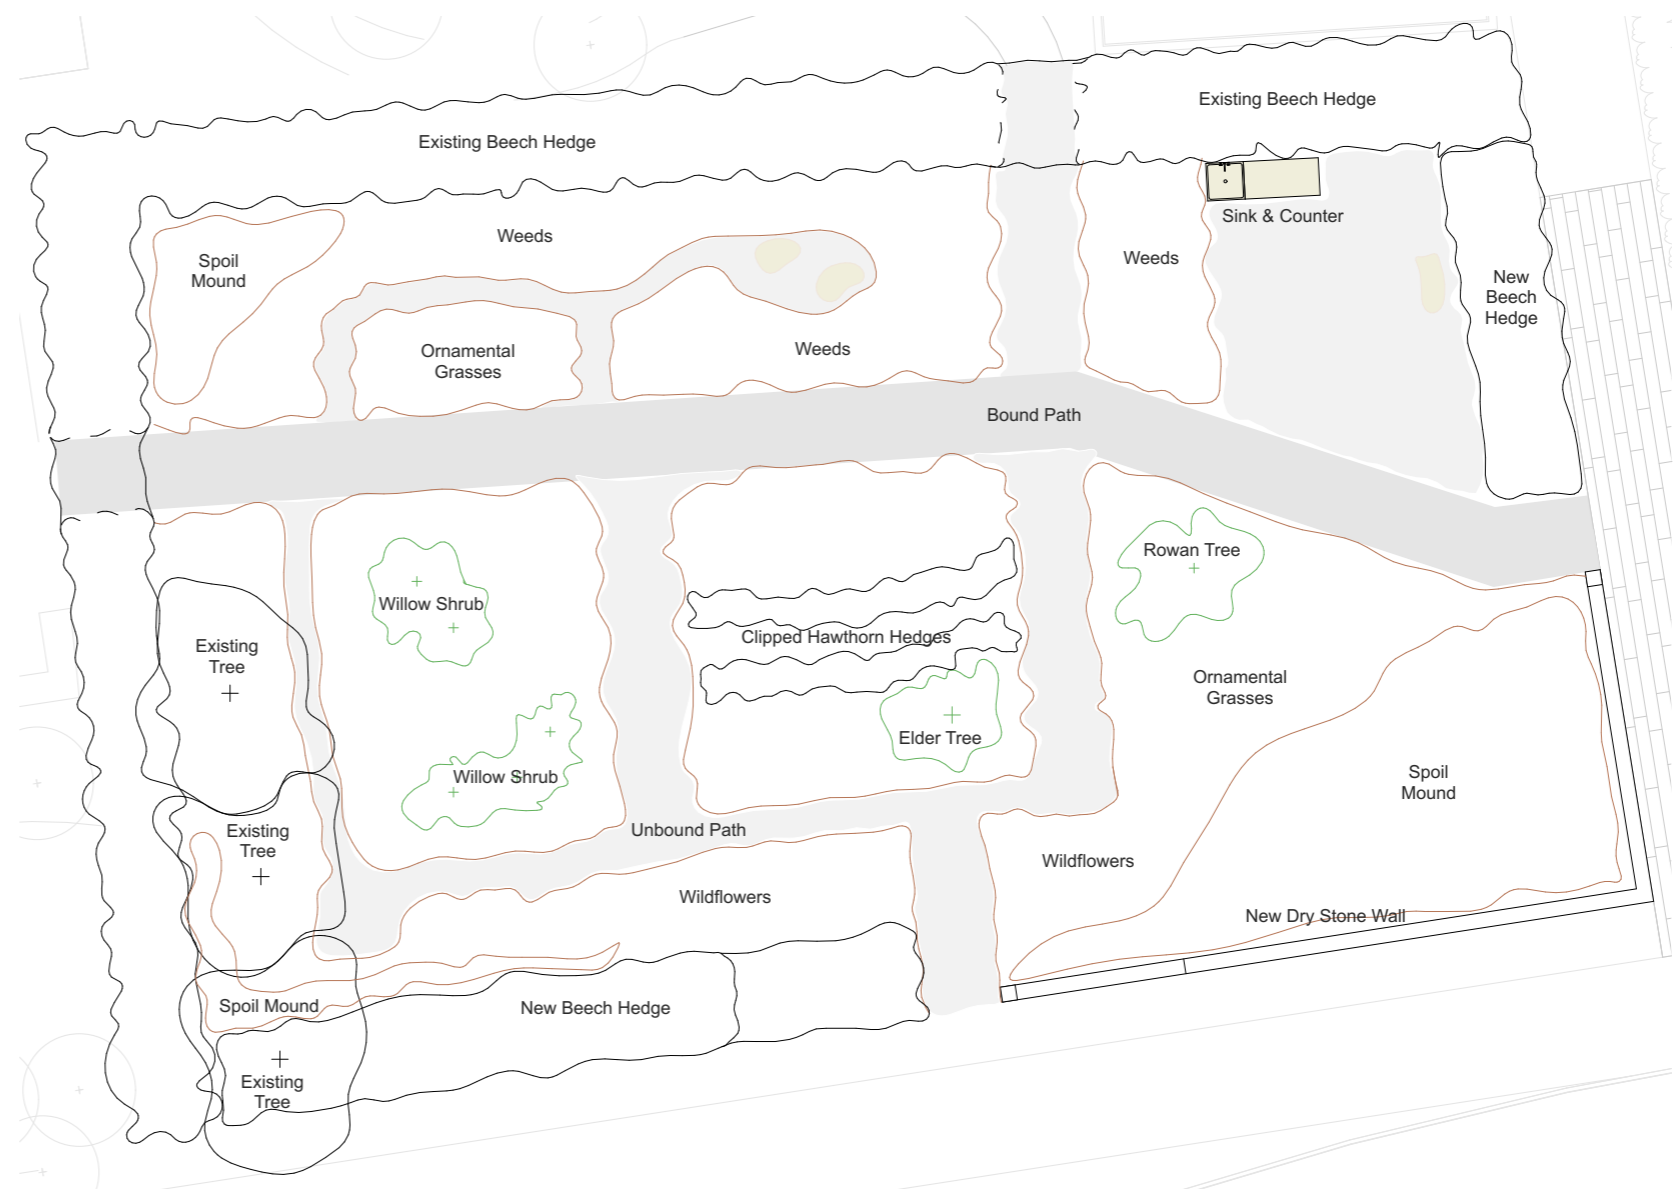 Existing Beech Hedge
Existing Beech Hedge
Sink & Counter
Weeds
Weeds
Spoil
Mound
New
Beech
Hedge
Ornamental
Grasses
Weeds
Bound Path
Rowan Tree
Willow Shrub
Clipped Hawthorn Hedges
Existing
Tree
Ornamental
Grasses
Elder Tree
Willow Shrub
Spoil
Mound
Existing
Tree
Unbound Path
Wildflowers
Wildflowers
New Dry Stone Wall
Spoil Mound
New Beech Hedge
Existing
Tree